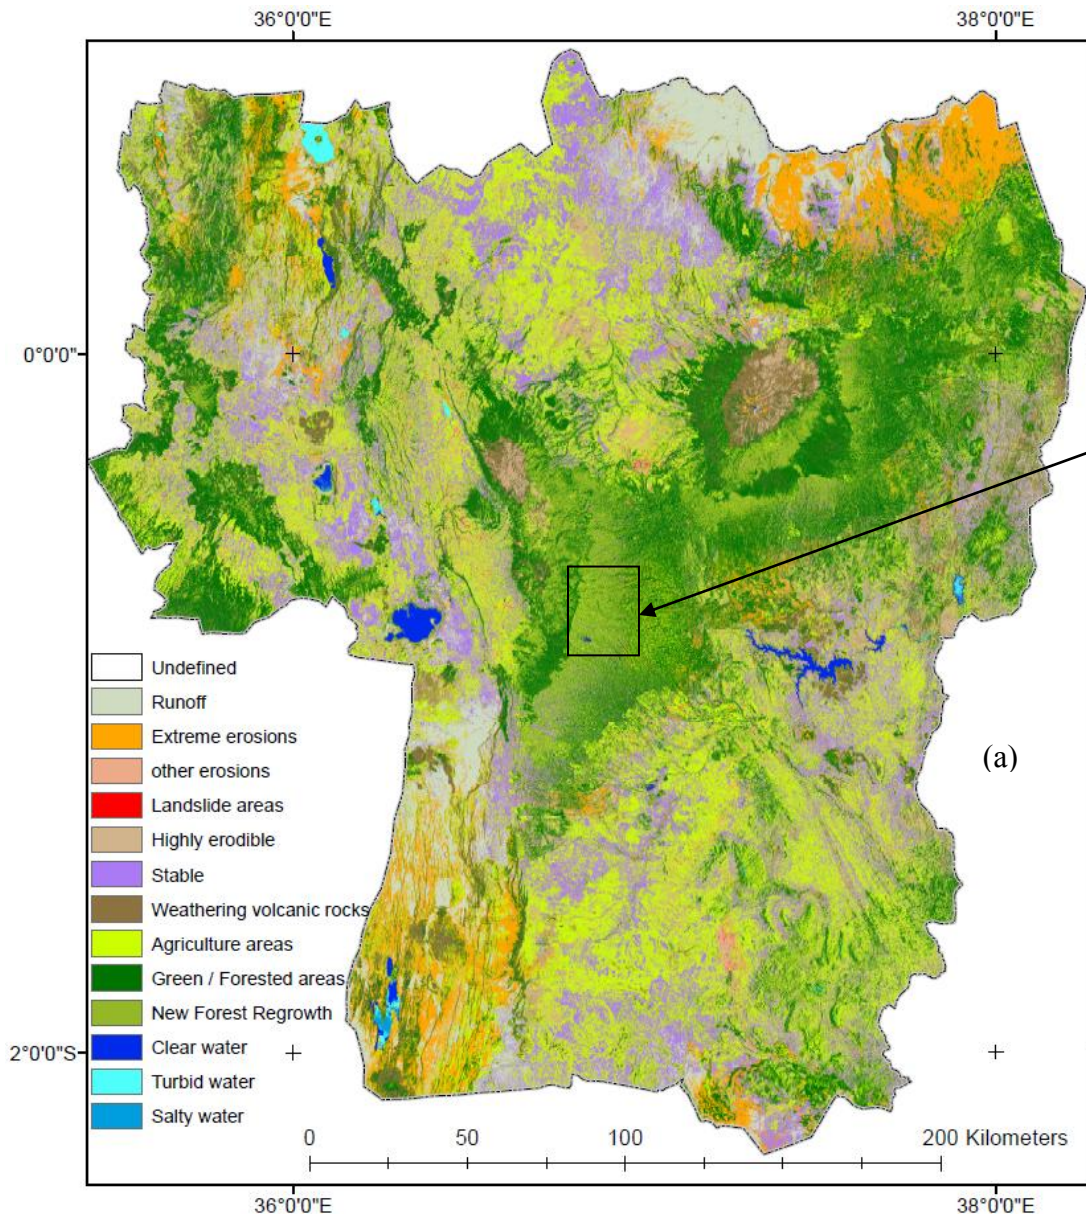 36°0'0"E 38°0'0"E
0°0'0"
(a)
Undefined
Runoff
Extreme erosions
other erosions
Landslide areas
Highly erodible
Stable
Weathering volcanic rocks
Agriculture areas
Green / Forested areas
New Forest Regrowth
Clear water
Turbid water
Salty water
2°0'0"S
0 50 100 200 Kilometers
36°0'0"E 38°0'0"E